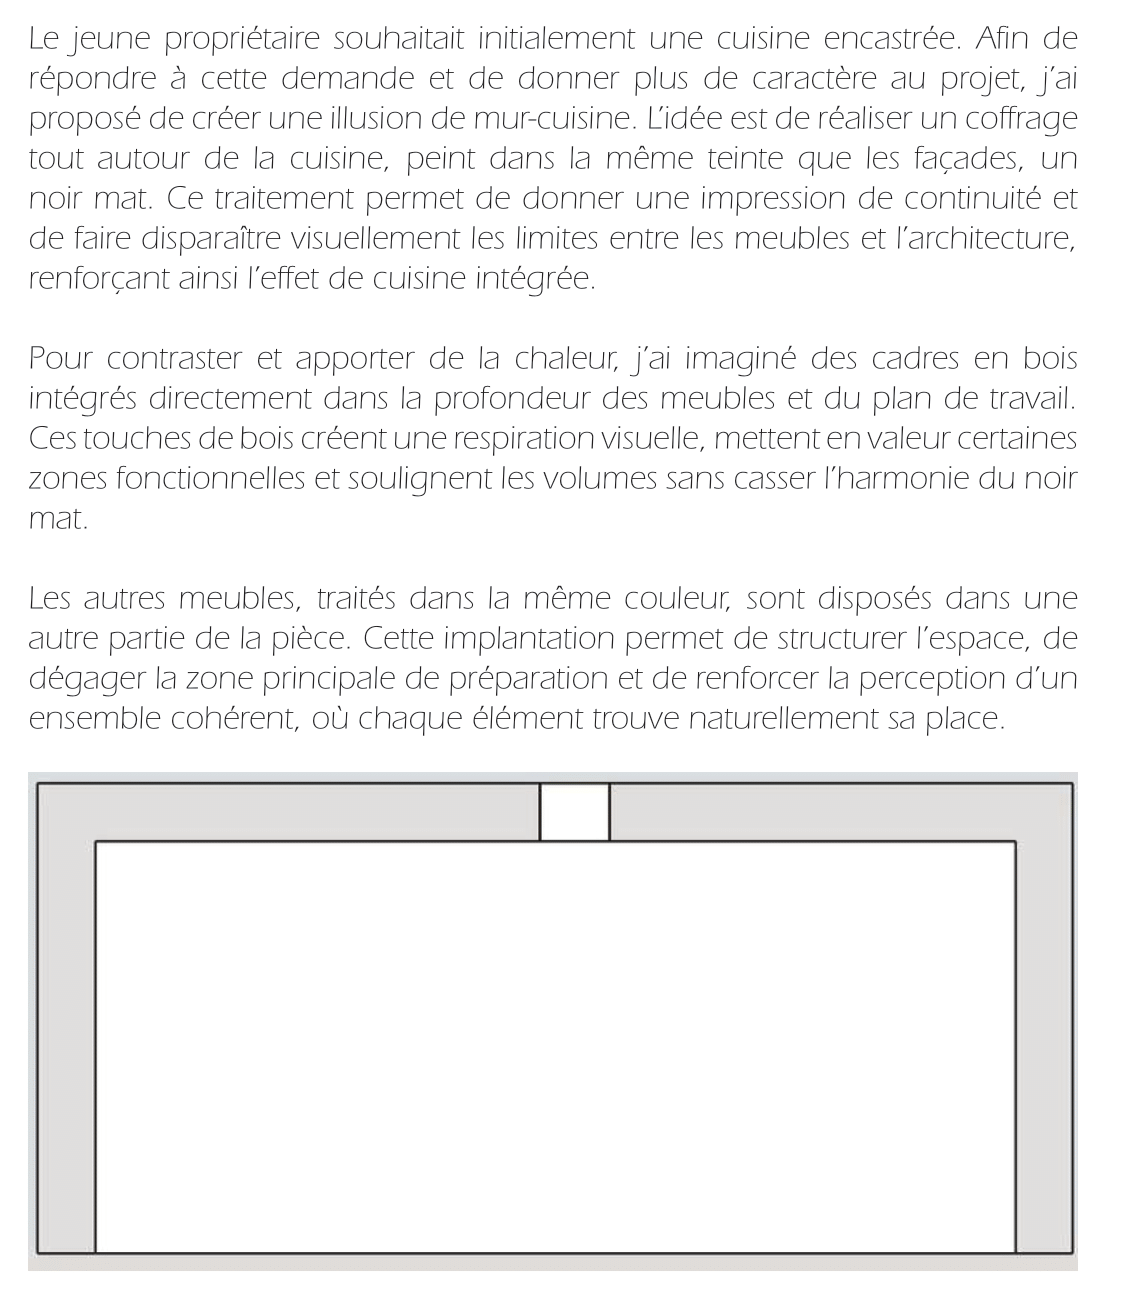 Le jeune propriétaire souhaitait initialement une cuisine encastrée. Afin de
répondre à cette demande et de donner plus de caractère au projet, j'ai
proposé de créer une illusion de mur-cuisine. L'idée est de réaliser un coffrage
tout autour de la cuisine, peint dans la même teinte que les façades, un
noir mat. Ce traitement permet de donner une impression de continuité et
de faire disparaître visuellement les limites entre les meubles et l'architecture,
renforçant ainsi l'effet de cuisine intégrée.
Pour contraster et apporter de la chaleur, j'ai imaginé des cadres en bois
intégrés directement dans la profondeur des meubles et du plan de travail.
Ces touches de bois créent une respiration visuelle, mettent en valeur certaines
zones fonctionnelles et soulignent les volumes sans casser l'harmonie du noir
mat.
Les autres meubles, traités dans la même couleur, sont disposés dans une
autre partie de la pièce. Cette implantation permet de structurer l'espace, de
dégager la zone principale de préparation et de renforcer la perception d'un
ensemble cohérent, où chaque élément trouve naturellement sa place.